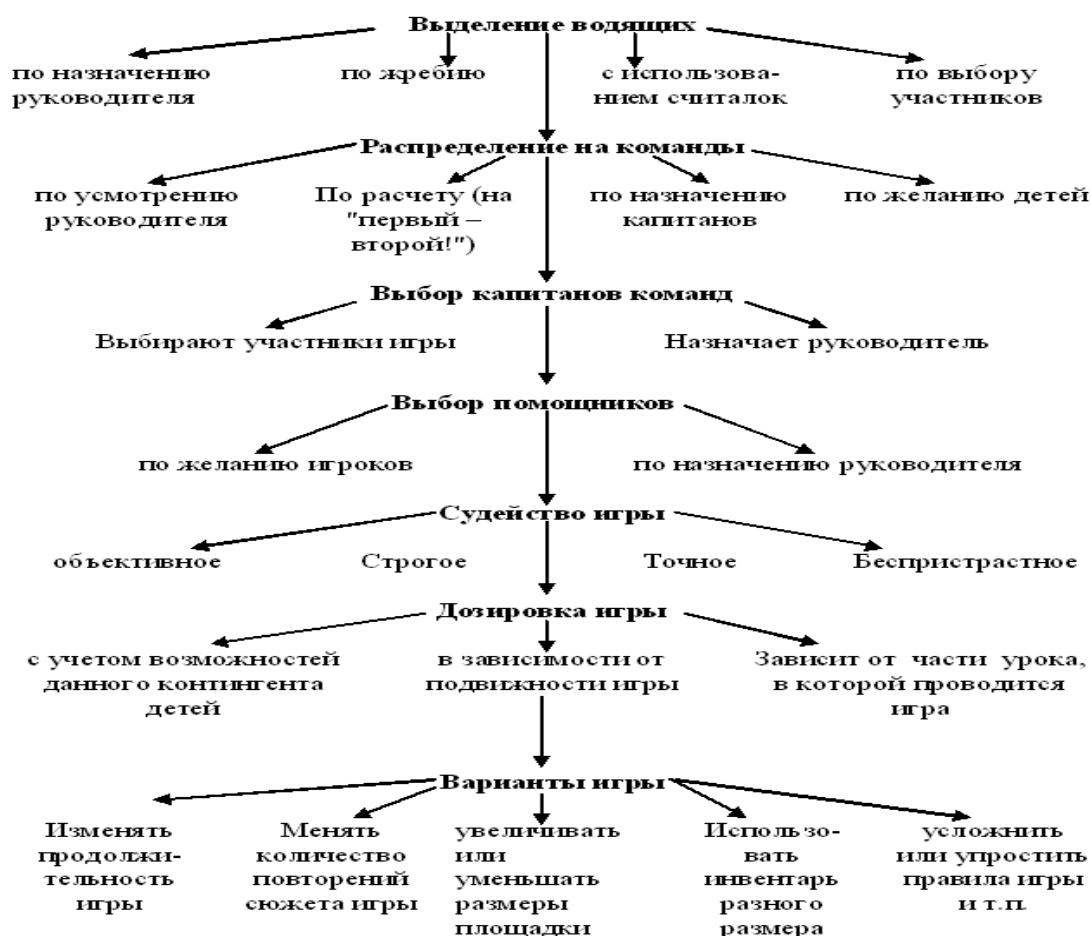 Выделение водящих
по назначению
руководителя
по жребию
с использова-
нием считалок
по выбору
участников
Распределение на команды
по усмотрению
руководителя
По расчету (на
"первый –
второй!")
по назначению
капитанов
по желанию детей
Выбор капитанов команд
Выбирают участники игры
Назначает руководитель
Выбор помощников
по желанию игроков
по назначению руководителя
Судейство игры
объективное
Строгое
Точное
Беспристрастное
Дозировка игры
с учетом возможностей
данного контингента
детей
в зависимости от
подвижности игры
Зависит от части урока,
в которой проводится
игра
Варианты игры
Изменять
продолжи-
тельность
игры
Менять
количество
повторений
сюжета игры
увеличивать
или
уменьшать
размеры
площадки
Использо-
вать
инвентарь
разного
размера
усложнить
или упростить
правила игры
и т.п.